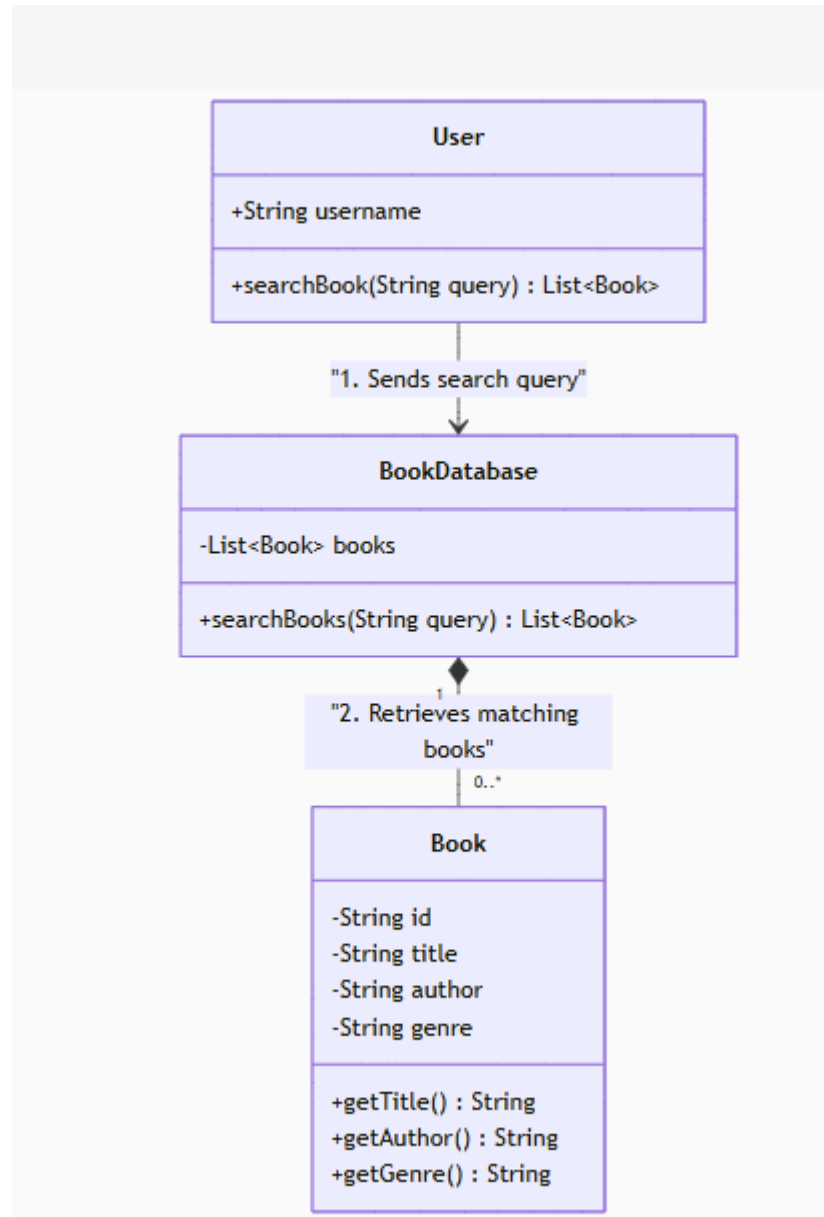 User
+String username
+searchBook(String query) : List<Book>
"1. Sends search query"
BookDatabase
-List<Book> books
+searchBooks(String query) : List<Book>
1
"2. Retrieves matching
books"
0..*
Book
-String id
-String title
-String author
-String genre
+getTitle() : String
+getAuthor() : String
+getGenre() : String